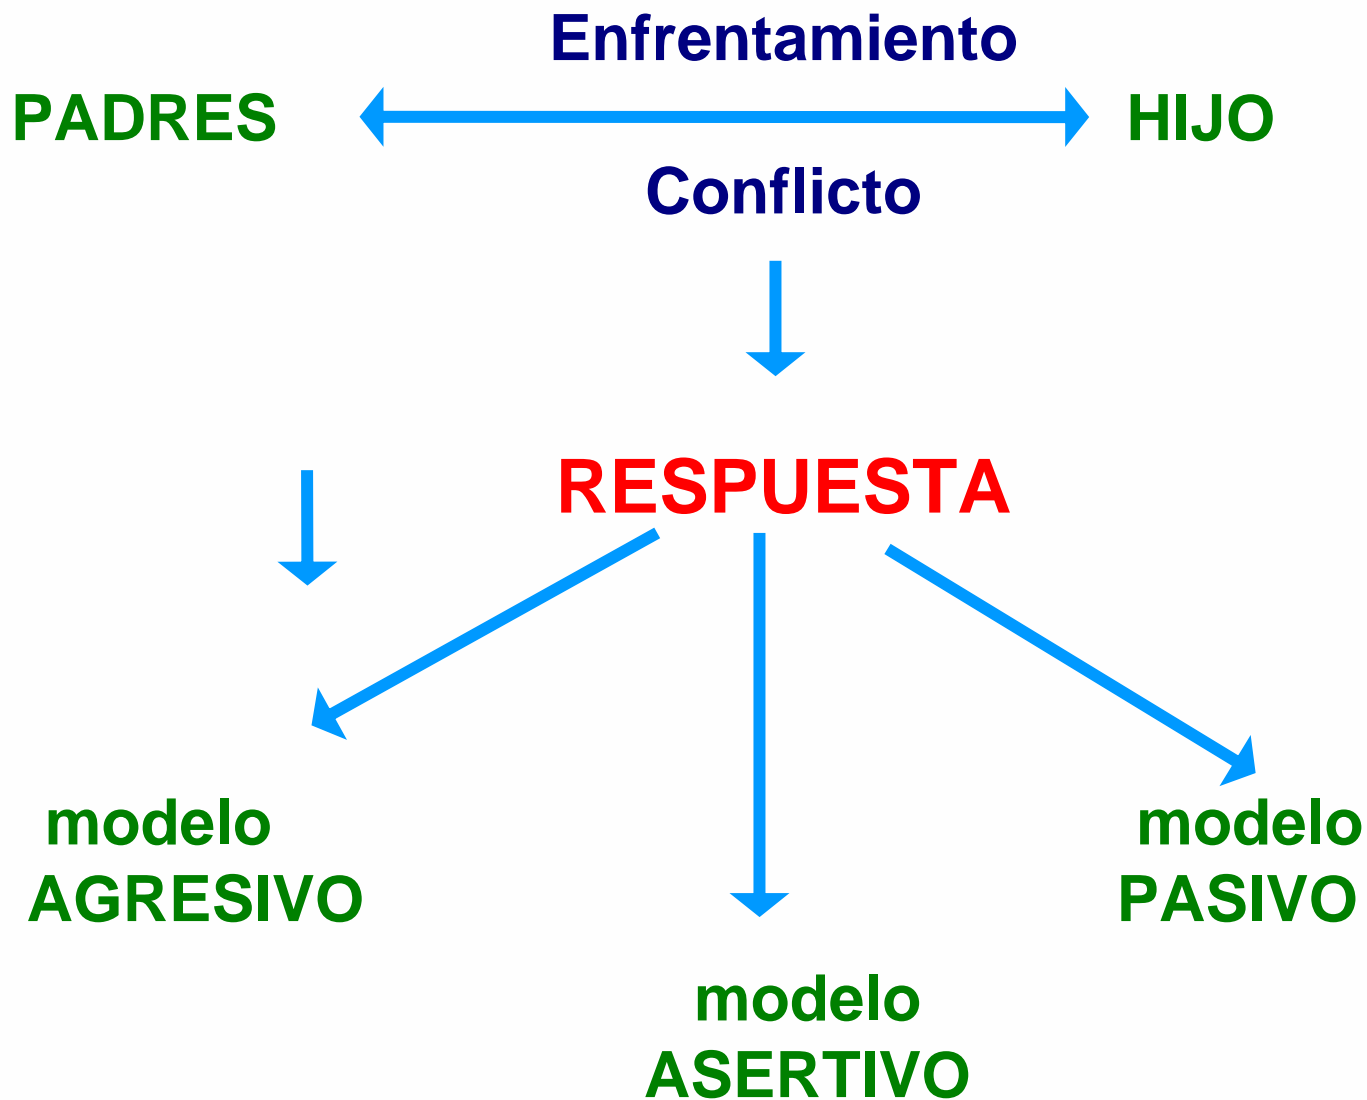 Enfrentamiento
PADRES HIJO
Conflicto
RESPUESTA
modelo
AGRESIVO
modelo
PASIVO
modelo
ASERTIVO